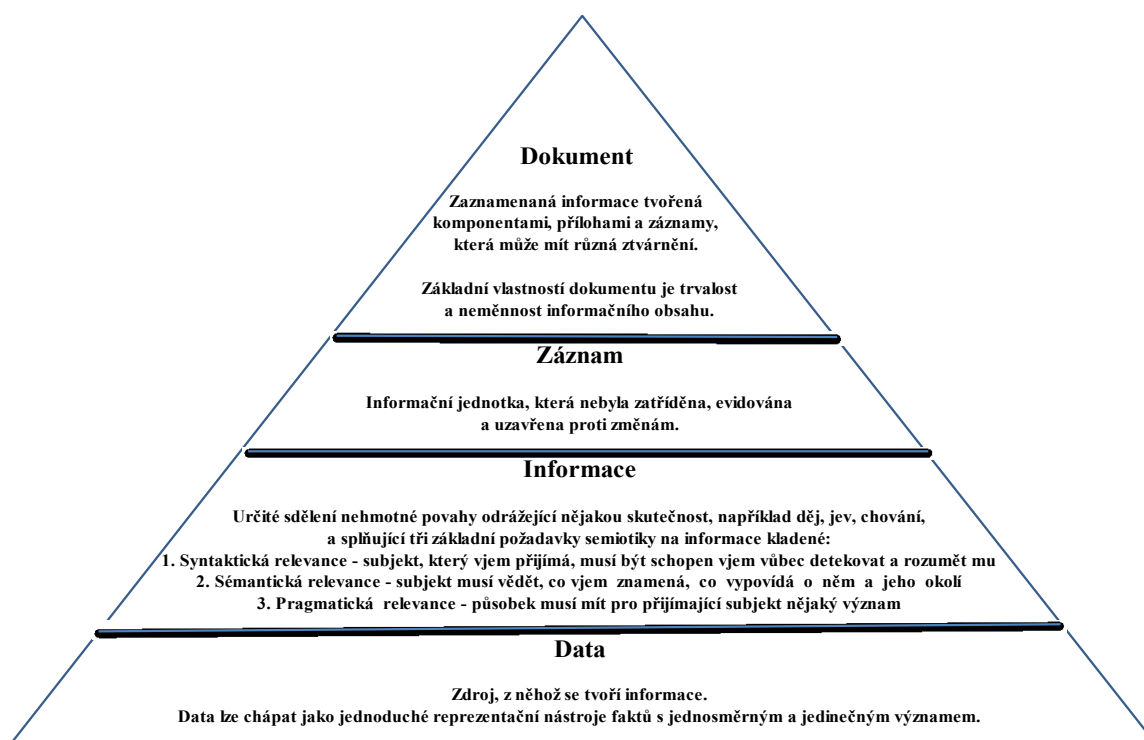 Dokument
Zaznamenaná informace tvořená
komponentami, přílohami a záznamy,
která může mít různá ztvárnění.
Základní vlastností dokumentu je trvalost
a neměnnost informačního obsahu.
Záznam
Informační jednotka, která nebyla zatříděna, evidována
a uzavřena proti změnám.
Informace
Určité sdělení nehmotné povahy odrážející nějakou skutečnost, například děj, jev, chování,
a splňující tři základní požadavky semiotiky na informace kladené:
1. Syntaktická relevance - subjekt, který vjem přijímá, musí být schopen vjem vůbec detekovat a rozumět mu
2. Sémantická relevance - subjekt musí vědět, co vjem znamená, co vypovídá o něm a jeho okolí
3. Pragmatická relevance - působek musí mít pro přijímající subjekt nějaký význam
Data
Zdroj, z něhož se tvoří informace.
Data lze chápat jako jednoduché reprezentační nástroje faktů s jednosměrným a jedinečným významem.